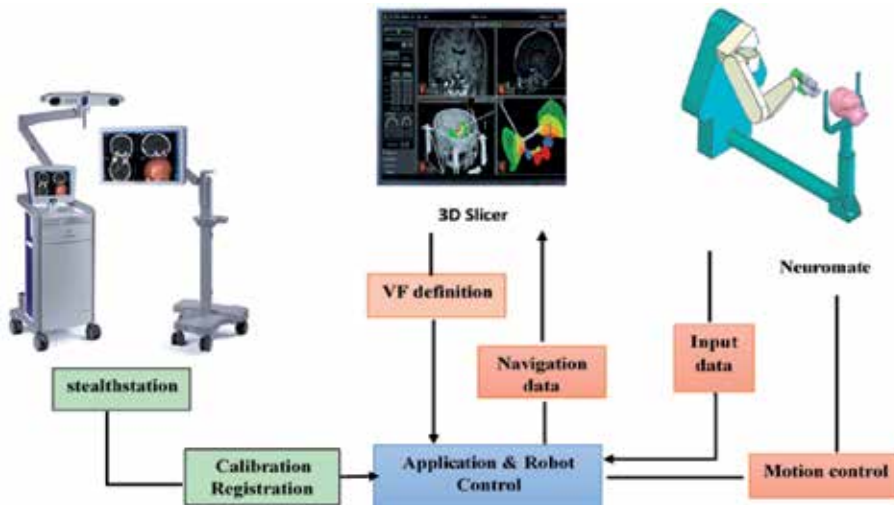 3D Slicer
Neuromate
VF definition
Navigation
data
Input
data
stealthstation
Calibration
Registration
Application & Robot
Control
Motion control